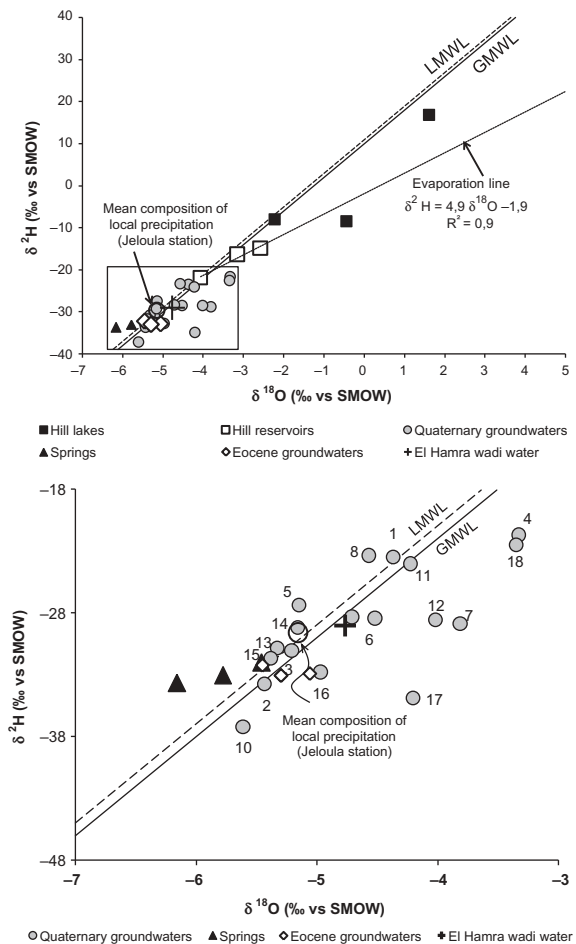 40
30
20
10
0
−10
−20
−30
−40
δ ²H (‰ vs SMOW)
LMWL
GMWL
Evaporation line
δ² H = 4,9 δ¹⁸O −1,9
R² = 0,9
Mean composition of
local precipitation
(Jeloula station)
−7 −6 −5 −4 −3 −2 −1 0 1 2 3 4 5
δ ¹⁸O (‰ vs SMOW)
Hill lakes Hill reservoirs Quaternary groundwaters
Springs Eocene groundwaters El Hamra wadi water
−18
−28
−38
−48
δ ²H (‰ vs SMOW)
LMWL
GMWL
1
4
8
18
11
5
14
12
7
6
13
15
3
16
2
17
10
Mean composition of
local precipitation
(Jeloula station)
−7 −6 −5 −4 −3
δ ¹⁸O (‰ vs SMOW)
Quaternary groundwaters Springs Eocene groundwaters El Hamra wadi water